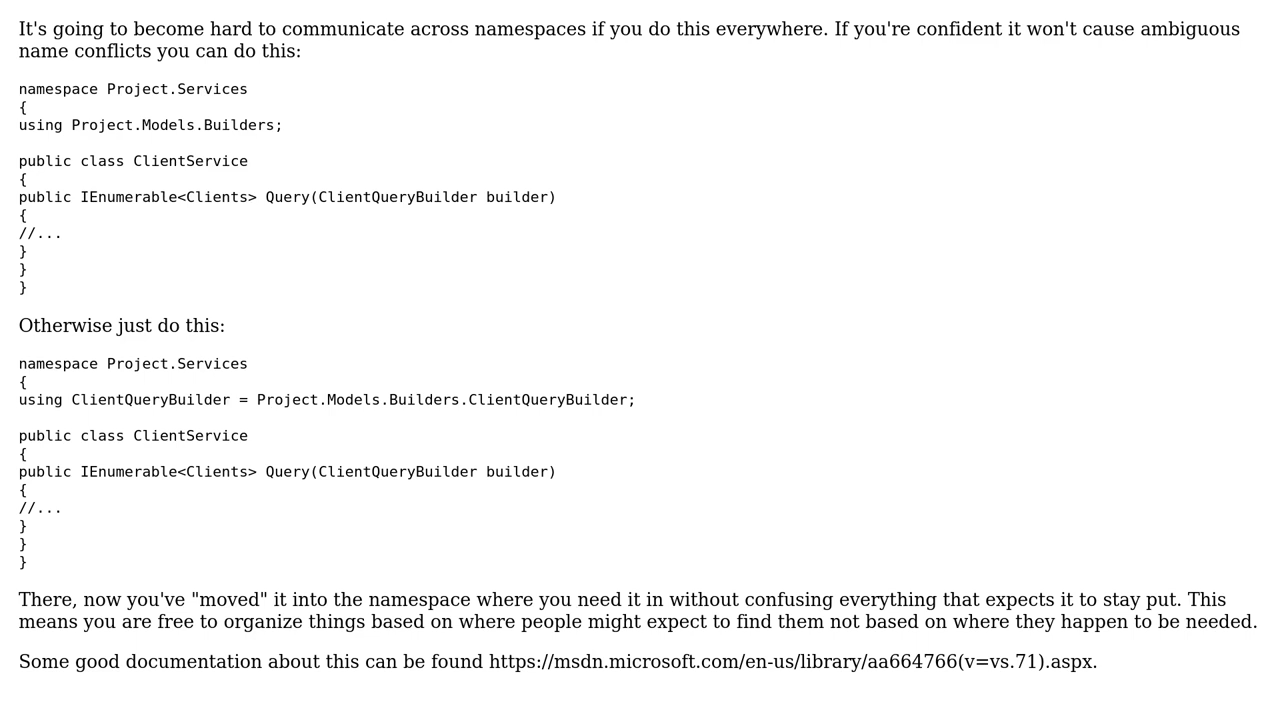 It's going to become hard to communicate across namespaces if you do this everywhere. If you're confident it won't cause ambiguous
name conflicts you can do this:
namespace Project.Services
{
using Project.Models.Builders;
public class ClientService
{
public IEnumerable<Clients> Query(ClientQueryBuilder builder)
{
//...
}
}
}
Otherwise just do this:
namespace Project.Services
{
using ClientQueryBuilder = Project.Models.Builders.ClientQueryBuilder;
public class ClientService
{
public IEnumerable<Clients> Query(ClientQueryBuilder builder)
{
//...
}
}
}
There, now you've "moved" it into the namespace where you need it in without confusing everything that expects it to stay put. This
means you are free to organize things based on where people might expect to find them not based on where they happen to be needed.
Some good documentation about this can be found https://msdn.microsoft.com/en-us/library/aa664766(v=vs.71).aspx.